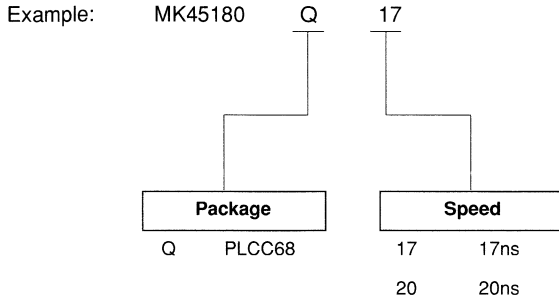 Example: MK45180 Q 17
Package Speed
Q PLCC68 17 17ns
20 20ns